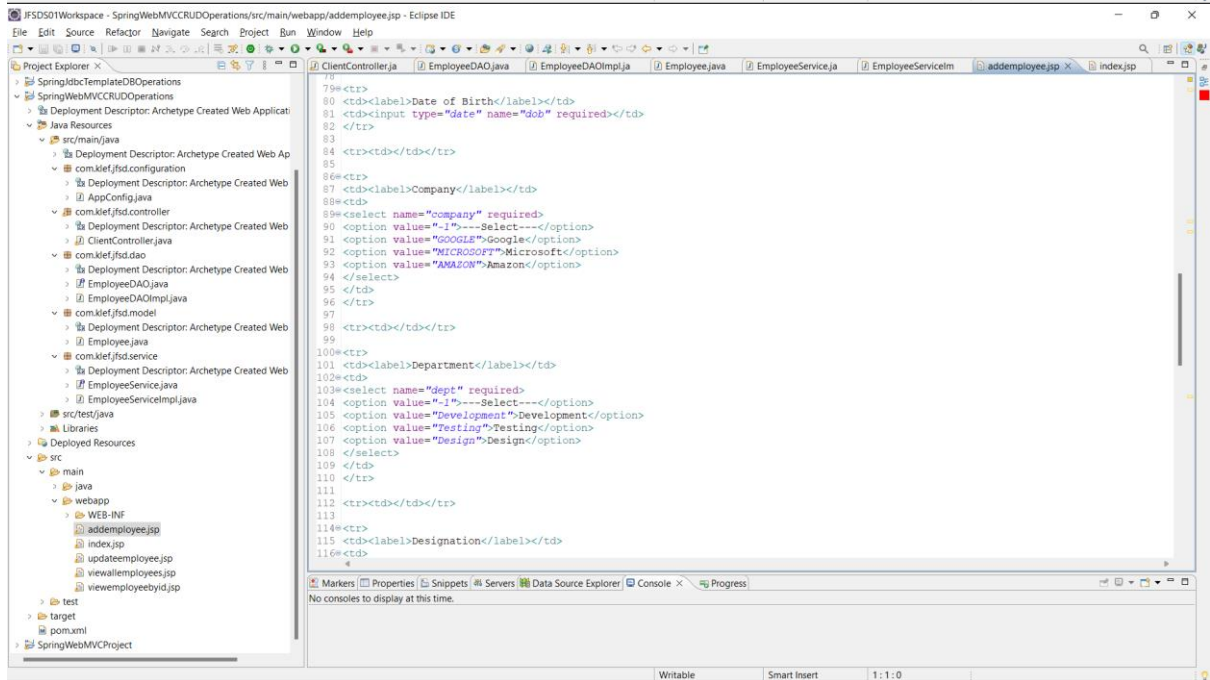 JFSDS01Workspace - SpringWebMVCCRUDOperations/src/main/webapp/addemployee.jsp - Eclipse IDE
File Edit Source Refactor Navigate Search Project Run Window Help
Project Explorer
SpringJdbcTemplateDBOperations
SpringWebMVCCRUDOperations
Deployment Descriptor: Archetype Created Web Applicati
Java Resources
src/main/java
Deployment Descriptor: Archetype Created Web Ap
com.klef.jfsd.configuration
Deployment Descriptor: Archetype Created Web
AppConfig.java
com.klef.jfsd.controller
Deployment Descriptor: Archetype Created Web
ClientController.java
com.klef.jfsd.dao
Deployment Descriptor: Archetype Created Web
EmployeeDAO.java
EmployeeDAOImpl.java
com.klef.jfsd.model
Deployment Descriptor: Archetype Created Web
Employee.java
com.klef.jfsd.service
Deployment Descriptor: Archetype Created Web
EmployeeService.java
EmployeeServiceImpl.java
src/test/java
Libraries
Deployed Resources
src
main
java
webapp
WEB-INF
addemployee.jsp
index.jsp
updateemployee.jsp
viewallemployees.jsp
viewemployeebyid.jsp
test
target
pom.xml
SpringWebMVCProject
ClientController.ja EmployeeDAO.java EmployeeDAOImpl.ja Employee.java EmployeeService.ja EmployeeServiceIm addemployee.jsp index.jsp
78
79 <tr>
80 <td><label>Date of Birth</label></td>
81 <td><input type="date" name="dob" required></td>
82 </tr>
83
84 <tr><td></td></tr>
85
86 <tr>
87 <td><label>Company</label></td>
88 <td>
89 <select name="company" required>
90 <option value="-1">---Select---</option>
91 <option value="GOOGLE">Google</option>
92 <option value="MICROSOFT">Microsoft</option>
93 <option value="AMAZON">Amazon</option>
94 </select>
95 </td>
96 </tr>
97
98 <tr><td></td></tr>
99
100 <tr>
101 <td><label>Department</label></td>
102 <td>
103 <select name="dept" required>
104 <option value="-1">---Select---</option>
105 <option value="Development">Development</option>
106 <option value="Testing">Testing</option>
107 <option value="Design">Design</option>
108 </select>
109 </td>
110 </tr>
111
112 <tr><td></td></tr>
113
114 <tr>
115 <td><label>Designation</label></td>
116 <td>
Markers Properties Snippets Servers Data Source Explorer Console Progress
No consoles to display at this time.
Writable Smart Insert 1 : 1 : 0